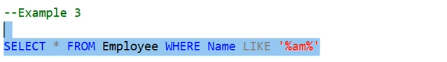 --Example 3
SELECT * FROM Employee WHERE Name LIKE '%am%'